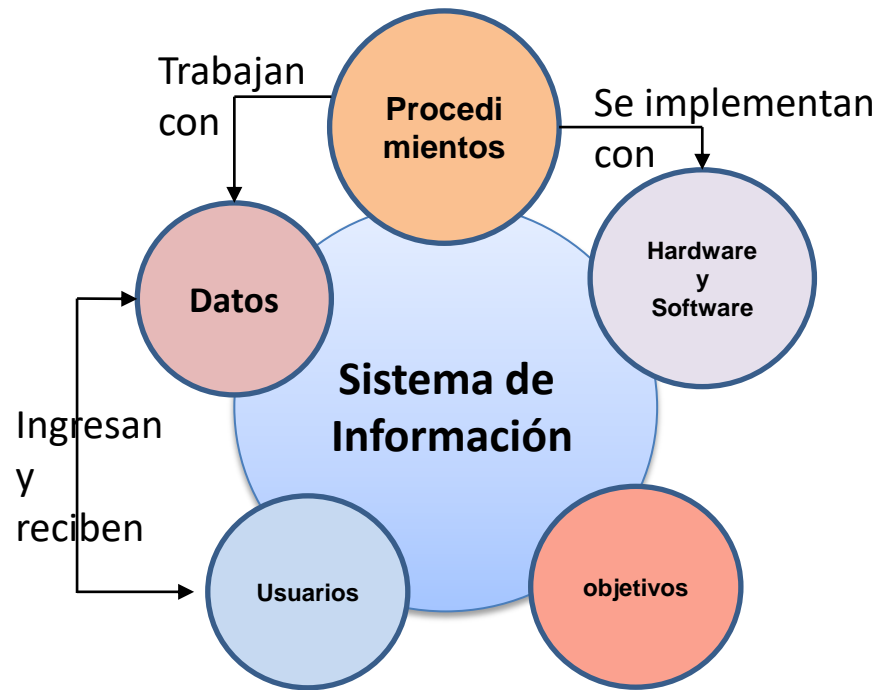 Trabajan
con
Procedi
mientos
Se implementan
con
Datos
Hardware
y
Software
Sistema de
Información
Ingresan
y
reciben
Usuarios
objetivos